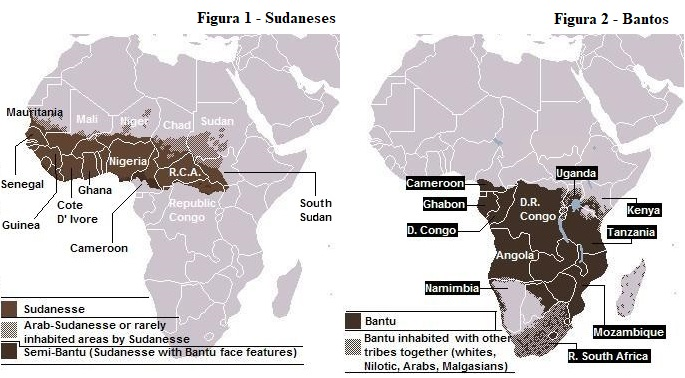 Figura 1 - Sudaneses
Mauritania
Mali
Niger
Chad
Sudan
Nigeria
R.C.A.
Senegal
Ghana
Guinea
Cote
D' Ivore
Republic
Congo
South
Sudan
Cameroon
Sudanesse
Arab-Sudanesse or rarely
inhabited areas by Sudanesse
Semi-Bantu (Sudanesse with Bantu face features)
Figura 2 - Bantos
Uganda
Cameroon
Ghabon
D.R.
Congo
Kenya
D. Congo
Tanzania
Angola
Namimbia
Bantu
Mozambique
Bantu inhabited with other
tribes together (whites,
Nilotic, Arabs, Malgasians)
R. South Africa